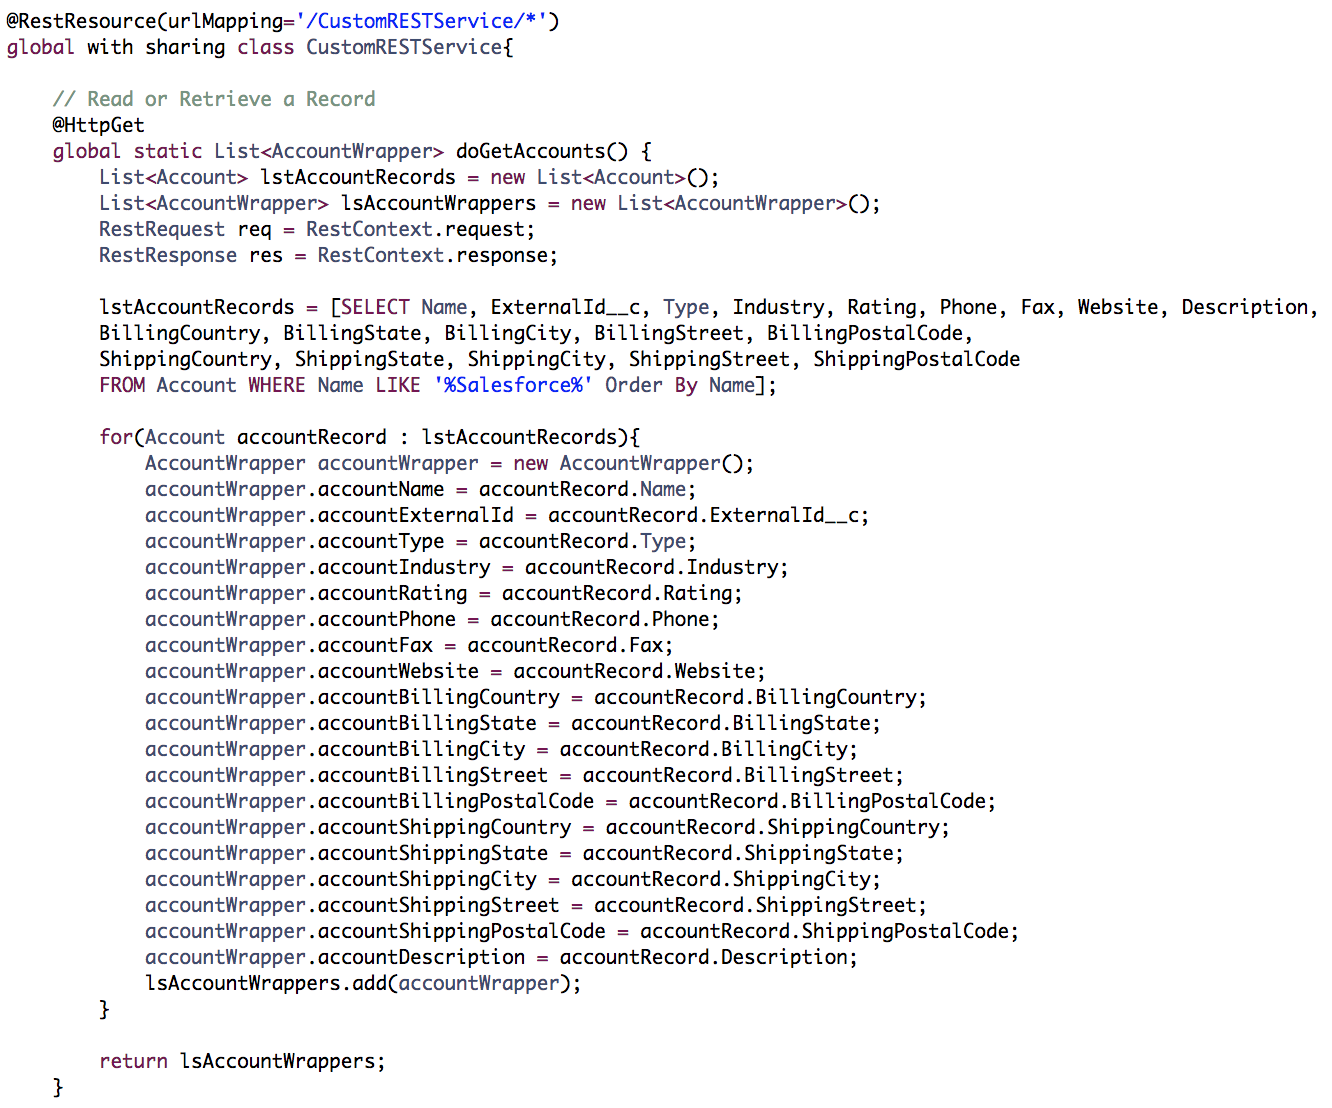 @RestResource(urlMapping='/CustomRESTService/*')
global with sharing class CustomRESTService{
// Read or Retrieve a Record
@HttpGet
global static List<AccountWrapper> doGetAccounts() {
List<Account> lstAccountRecords = new List<Account>();
List<AccountWrapper> lsAccountWrappers = new List<AccountWrapper>();
RestRequest req = RestContext.request;
RestResponse res = RestContext.response;
lstAccountRecords = [SELECT Name, ExternalId__c, Type, Industry, Rating, Phone, Fax, Website, Description,
BillingCountry, BillingState, BillingCity, BillingStreet, BillingPostalCode,
ShippingCountry, ShippingState, ShippingCity, ShippingStreet, ShippingPostalCode
FROM Account WHERE Name LIKE '%Salesforce%' Order By Name];
for(Account accountRecord : lstAccountRecords){
AccountWrapper accountWrapper = new AccountWrapper();
accountWrapper.accountName = accountRecord.Name;
accountWrapper.accountExternalId = accountRecord.ExternalId__c;
accountWrapper.accountType = accountRecord.Type;
accountWrapper.accountIndustry = accountRecord.Industry;
accountWrapper.accountRating = accountRecord.Rating;
accountWrapper.accountPhone = accountRecord.Phone;
accountWrapper.accountFax = accountRecord.Fax;
accountWrapper.accountWebsite = accountRecord.Website;
accountWrapper.accountBillingCountry = accountRecord.BillingCountry;
accountWrapper.accountBillingState = accountRecord.BillingState;
accountWrapper.accountBillingCity = accountRecord.BillingCity;
accountWrapper.accountBillingStreet = accountRecord.BillingStreet;
accountWrapper.accountBillingPostalCode = accountRecord.BillingPostalCode;
accountWrapper.accountShippingCountry = accountRecord.ShippingCountry;
accountWrapper.accountShippingState = accountRecord.ShippingState;
accountWrapper.accountShippingCity = accountRecord.ShippingCity;
accountWrapper.accountShippingStreet = accountRecord.ShippingStreet;
accountWrapper.accountShippingPostalCode = accountRecord.ShippingPostalCode;
accountWrapper.accountDescription = accountRecord.Description;
lsAccountWrappers.add(accountWrapper);
}
return lsAccountWrappers;
}